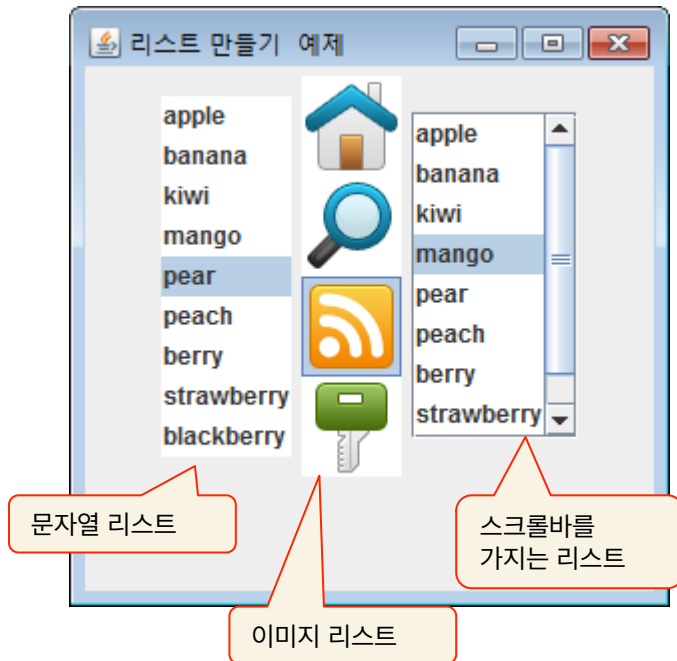 리스트 만들기 예제
apple
banana
kiwi
mango
pear
peach
berry
strawberry
blackberry
apple
banana
kiwi
mango
pear
peach
berry
strawberry
문자열 리스트
이미지 리스트
스크롤바를
가지는 리스트